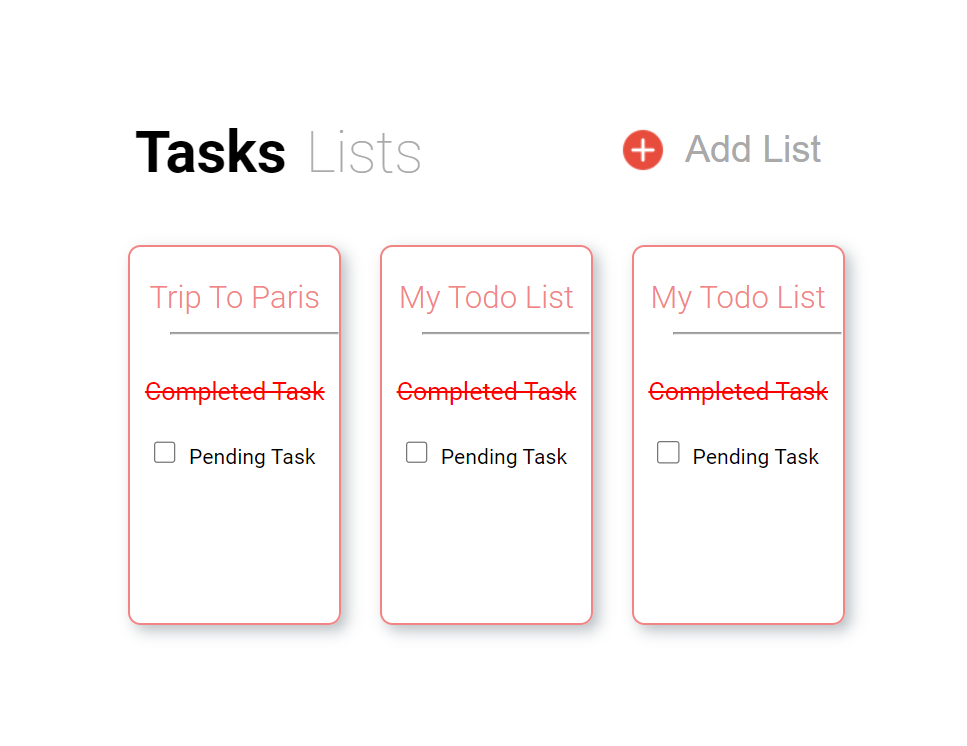 Tasks Lists
Add List
Trip To Paris
Completed Task
Pending Task
My Todo List
Completed Task
Pending Task
My Todo List
Completed Task
Pending Task